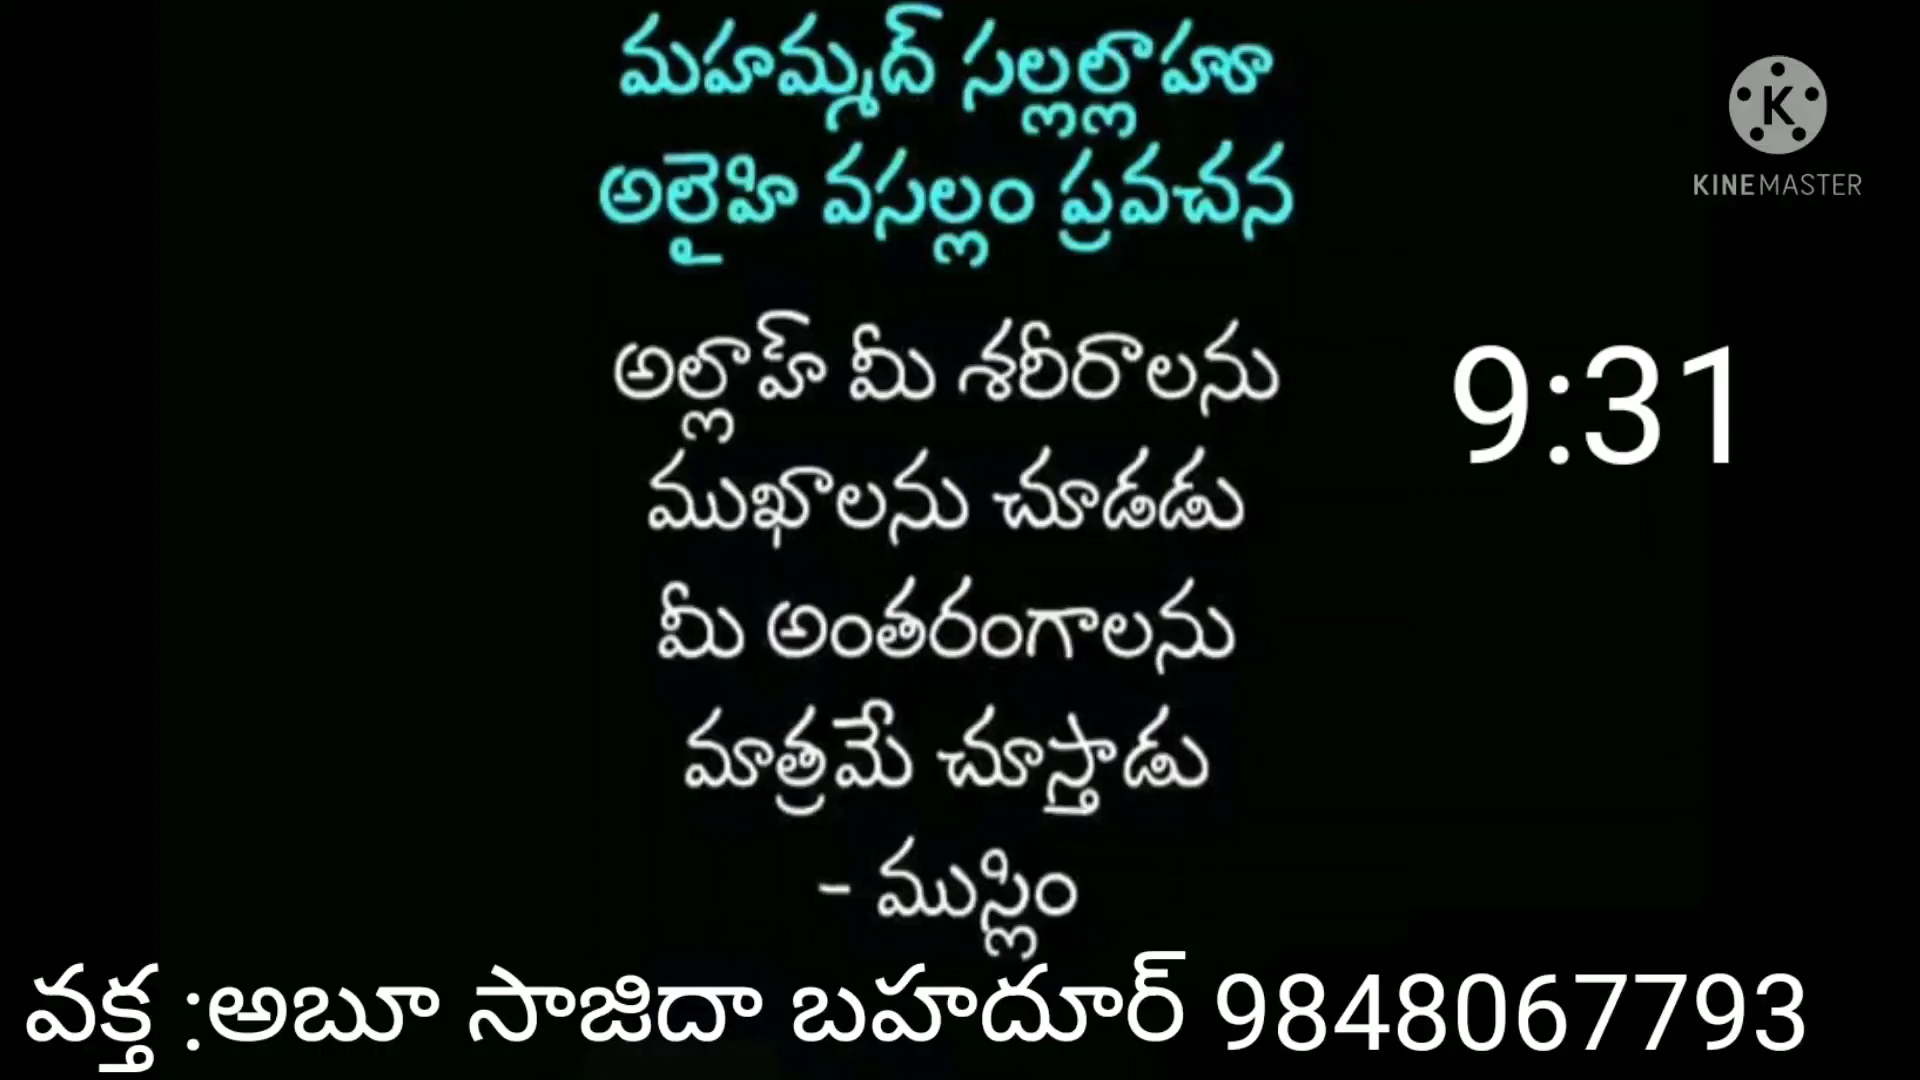 మహమ్మద్ సల్లల్లాహూ
అలైహి వసల్లం ప్రవచన
అల్లాహ్ మీ శరీరాలను
ముఖాలను చూడడు
మీ అంతరంగాలను
మాత్రమే చూస్తాడు
- ముస్లిం
9:31
K
KINEMASTER
వక్త :అబూ సాజిదా బహదూర్ 9848067793